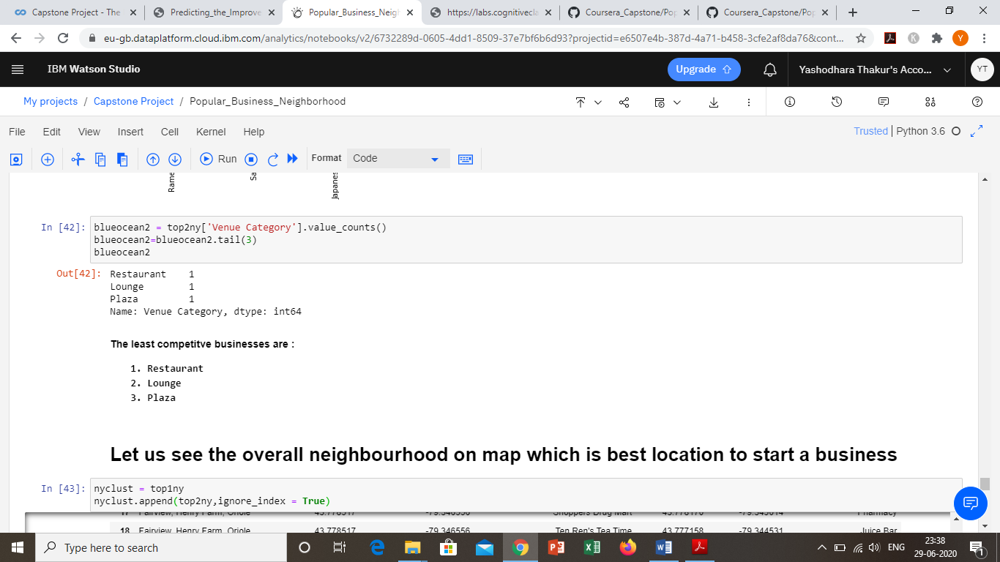 Capstone Project - The
Predicting_the_Improve
Popular_Business_Neigh
https://labs.cognitivecla
Coursera_Capstone/Pop
Coursera_Capstone/Pop
eu-gb.dataplatform.cloud.ibm.com/analytics/notebooks/v2/6732289d-0605-4dd1-8509-37e7bf6b6d93?projectid=e6507e4b-387d-4a71-b458-3cfe2af8da76&cont...
K
Y
IBM Watson Studio
Upgrade
Yashodhara Thakur's Acco...
YT
My projects / Capstone Project / Popular_Business_Neighborhood
File Edit View Insert Cell Kernel Help
Trusted | Python 3.6
Run
Format
Code
Rame
Sa
Japanes
In [42]: blueocean2 = top2ny['Venue Category'].value_counts()
blueocean2=blueocean2.tail(3)
blueocean2
Out[42]: Restaurant 1
Lounge 1
Plaza 1
Name: Venue Category, dtype: int64
The least competitve businesses are :
1. Restaurant
2. Lounge
3. Plaza
Let us see the overall neighbourhood on map which is best location to start a business
In [43]: nyclust = top1ny
nyclust.append(top2ny,ignore_index = True)
17 Fairview, Henry Farm, Oriole 43.778517 -79.346556 Shoppers Drug Mart Pharmacy
18 Fairview, Henry Farm, Oriole 43.778517 -79.346556 Ten Ren's Tea Time 43.777158 -79.344531 Juice Bar
Type here to search
ENG
23:38
29-06-2020
1